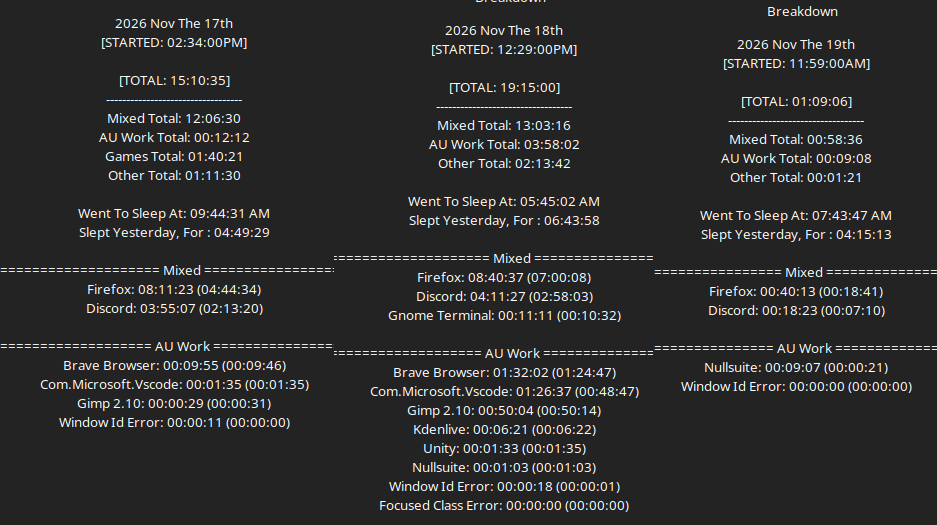 2026 Nov The 17th
[STARTED: 02:34:00PM]
[TOTAL: 15:10:35]
----------------------------------
Mixed Total: 12:06:30
AU Work Total: 00:12:12
Games Total: 01:40:21
Other Total: 01:11:30
Went To Sleep At: 09:44:31 AM
Slept Yesterday, For : 04:49:29
==================== Mixed ================
Firefox: 08:11:23 (04:44:34)
Discord: 03:55:07 (02:13:20)
==================== AU Work ===============
Brave Browser: 00:09:55 (00:09:46)
Com.Microsoft.Vscode: 00:01:35 (00:01:35)
Gimp 2.10: 00:00:29 (00:00:31)
Window Id Error: 00:00:11 (00:00:00)
Breakdown
2026 Nov The 18th
[STARTED: 12:29:00PM]
[TOTAL: 19:15:00]
----------------------------------
Mixed Total: 13:03:16
AU Work Total: 03:58:02
Other Total: 02:13:42
Went To Sleep At: 05:45:02 AM
Slept Yesterday, For : 06:43:58
==================== Mixed ===============
Firefox: 08:40:37 (07:00:08)
Discord: 04:11:27 (02:58:03)
Gnome Terminal: 00:11:11 (00:10:32)
=================== AU Work ==============
Brave Browser: 01:32:02 (01:24:47)
Com.Microsoft.Vscode: 01:26:37 (00:48:47)
Gimp 2.10: 00:50:04 (00:50:14)
Kdenlive: 00:06:21 (00:06:22)
Unity: 00:01:33 (00:01:35)
Nullsuite: 00:01:03 (00:01:03)
Window Id Error: 00:00:18 (00:00:01)
Focused Class Error: 00:00:00 (00:00:00)
Breakdown
2026 Nov The 19th
[STARTED: 11:59:00AM]
[TOTAL: 01:09:06]
----------------------------------
Mixed Total: 00:58:36
AU Work Total: 00:09:08
Other Total: 00:01:21
Went To Sleep At: 07:43:47 AM
Slept Yesterday, For : 04:15:13
================ Mixed ==============
Firefox: 00:40:13 (00:18:41)
Discord: 00:18:23 (00:07:10)
=============== AU Work =============
Nullsuite: 00:09:07 (00:00:21)
Window Id Error: 00:00:00 (00:00:00)